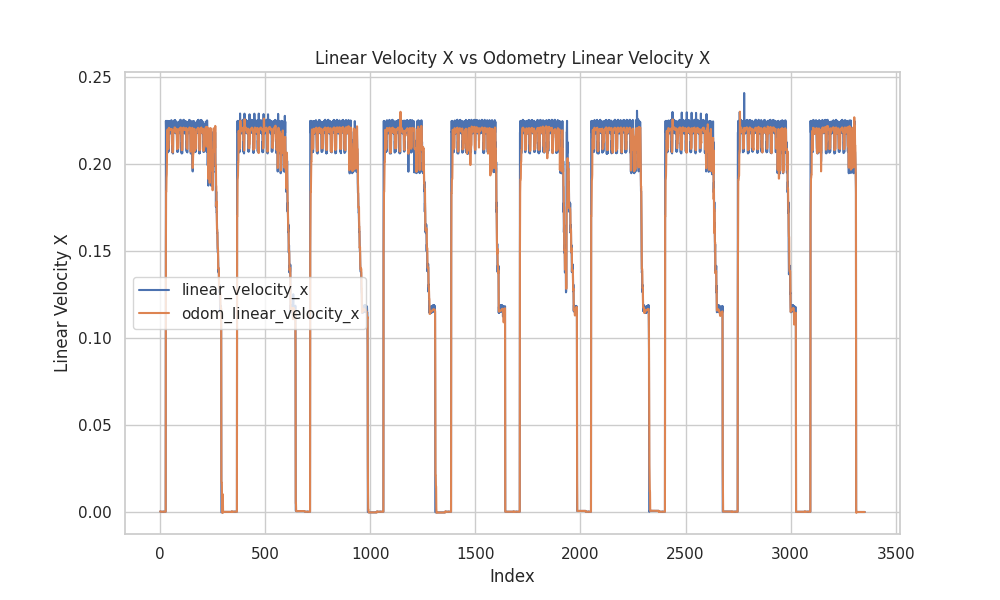 Linear Velocity X vs Odometry Linear Velocity X
0.25
0.20
0.15
0.10
0.05
0.00
Linear Velocity X
linear_velocity_x
odom_linear_velocity_x
0
500
1000
1500
2000
2500
3000
3500
Index